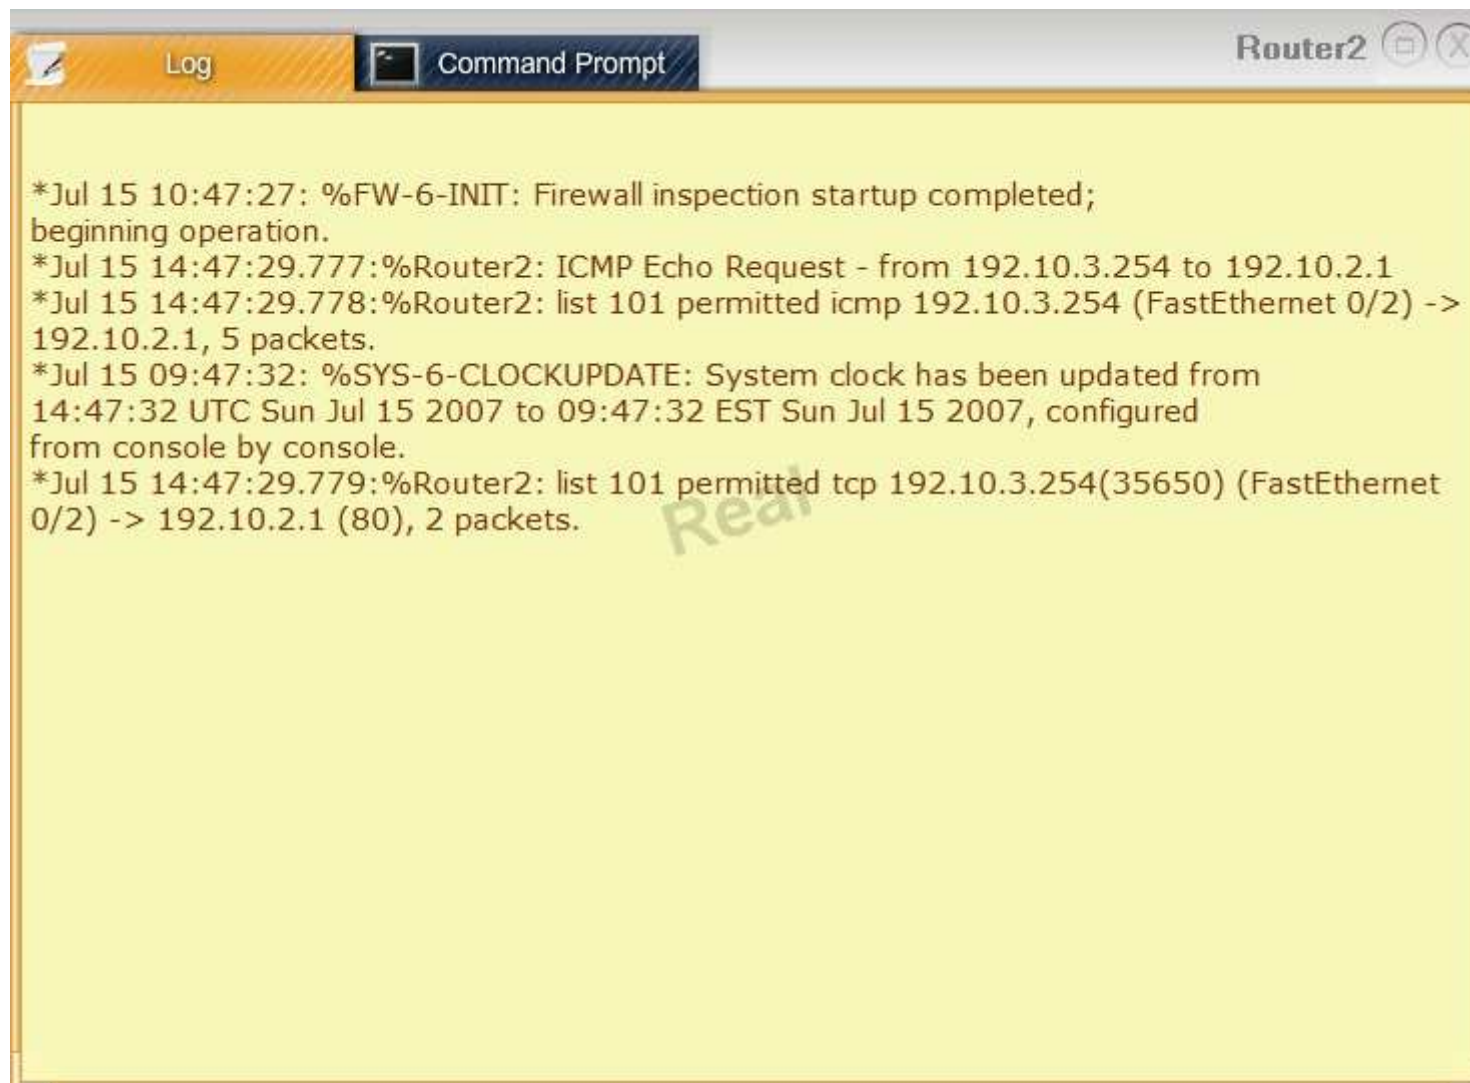 Log
Command Prompt
Router2
*Jul 15 10:47:27: %FW-6-INIT: Firewall inspection startup completed;
beginning operation.
*Jul 15 14:47:29.777:%Router2: ICMP Echo Request - from 192.10.3.254 to 192.10.2.1
*Jul 15 14:47:29.778:%Router2: list 101 permitted icmp 192.10.3.254 (FastEthernet 0/2) ->
192.10.2.1, 5 packets.
*Jul 15 09:47:32: %SYS-6-CLOCKUPDATE: System clock has been updated from
14:47:32 UTC Sun Jul 15 2007 to 09:47:32 EST Sun Jul 15 2007, configured
from console by console.
*Jul 15 14:47:29.779:%Router2: list 101 permitted tcp 192.10.3.254(35650) (FastEthernet
0/2) -> 192.10.2.1 (80), 2 packets.
Real